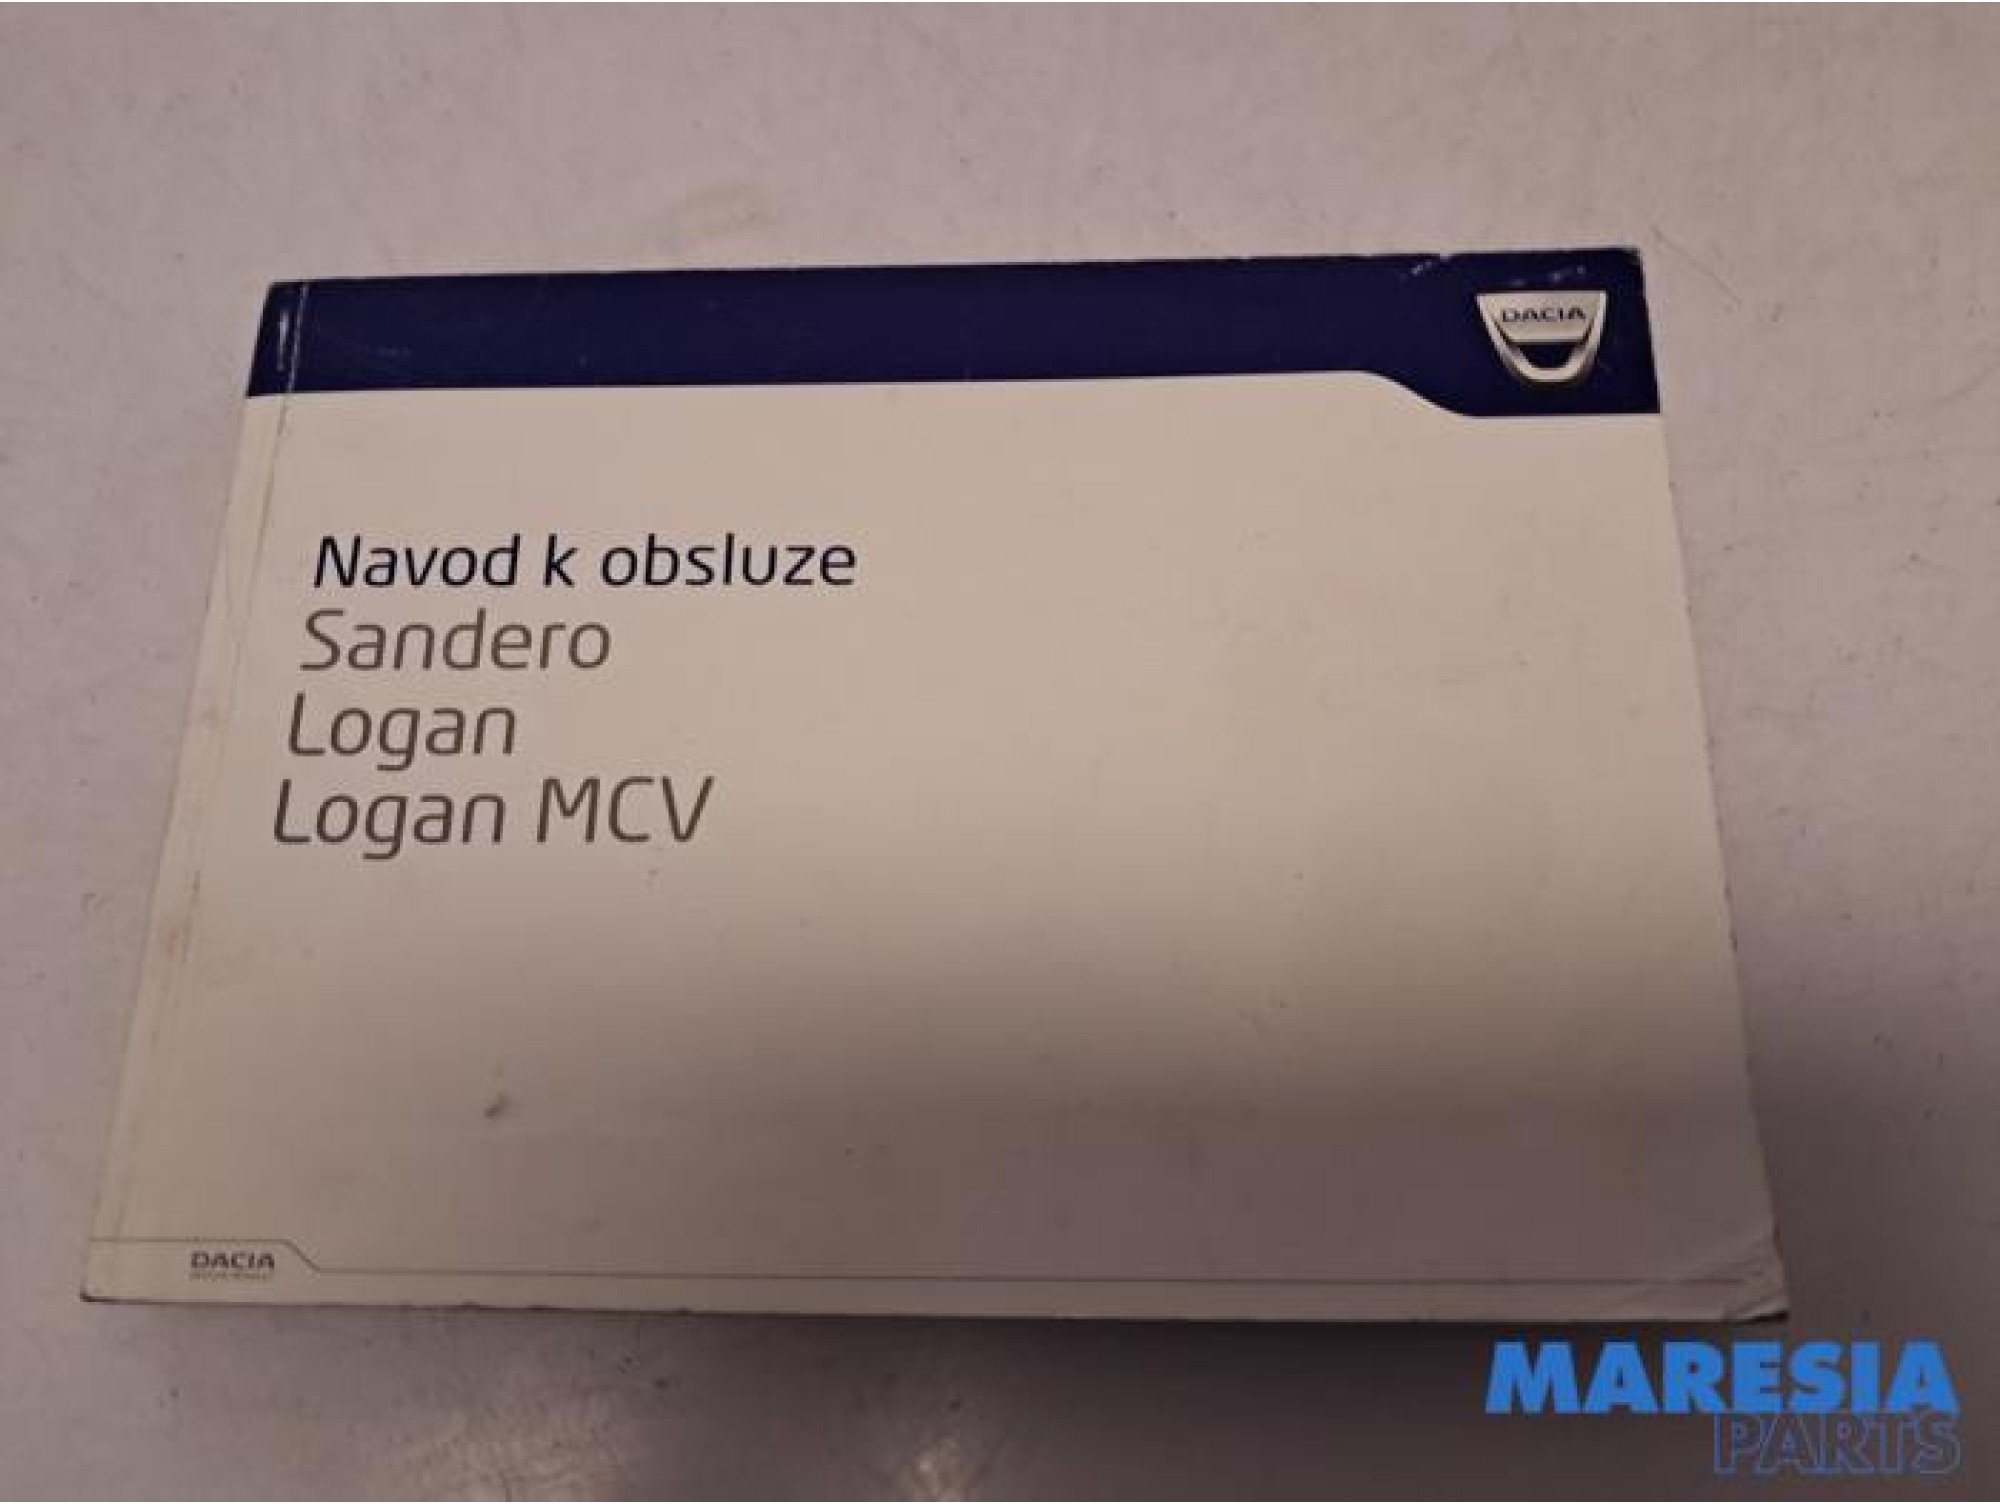 DACIA
Navod k obsluze
Sandero
Logan
Logan MCV
DACIA
MARESIA
PARTS